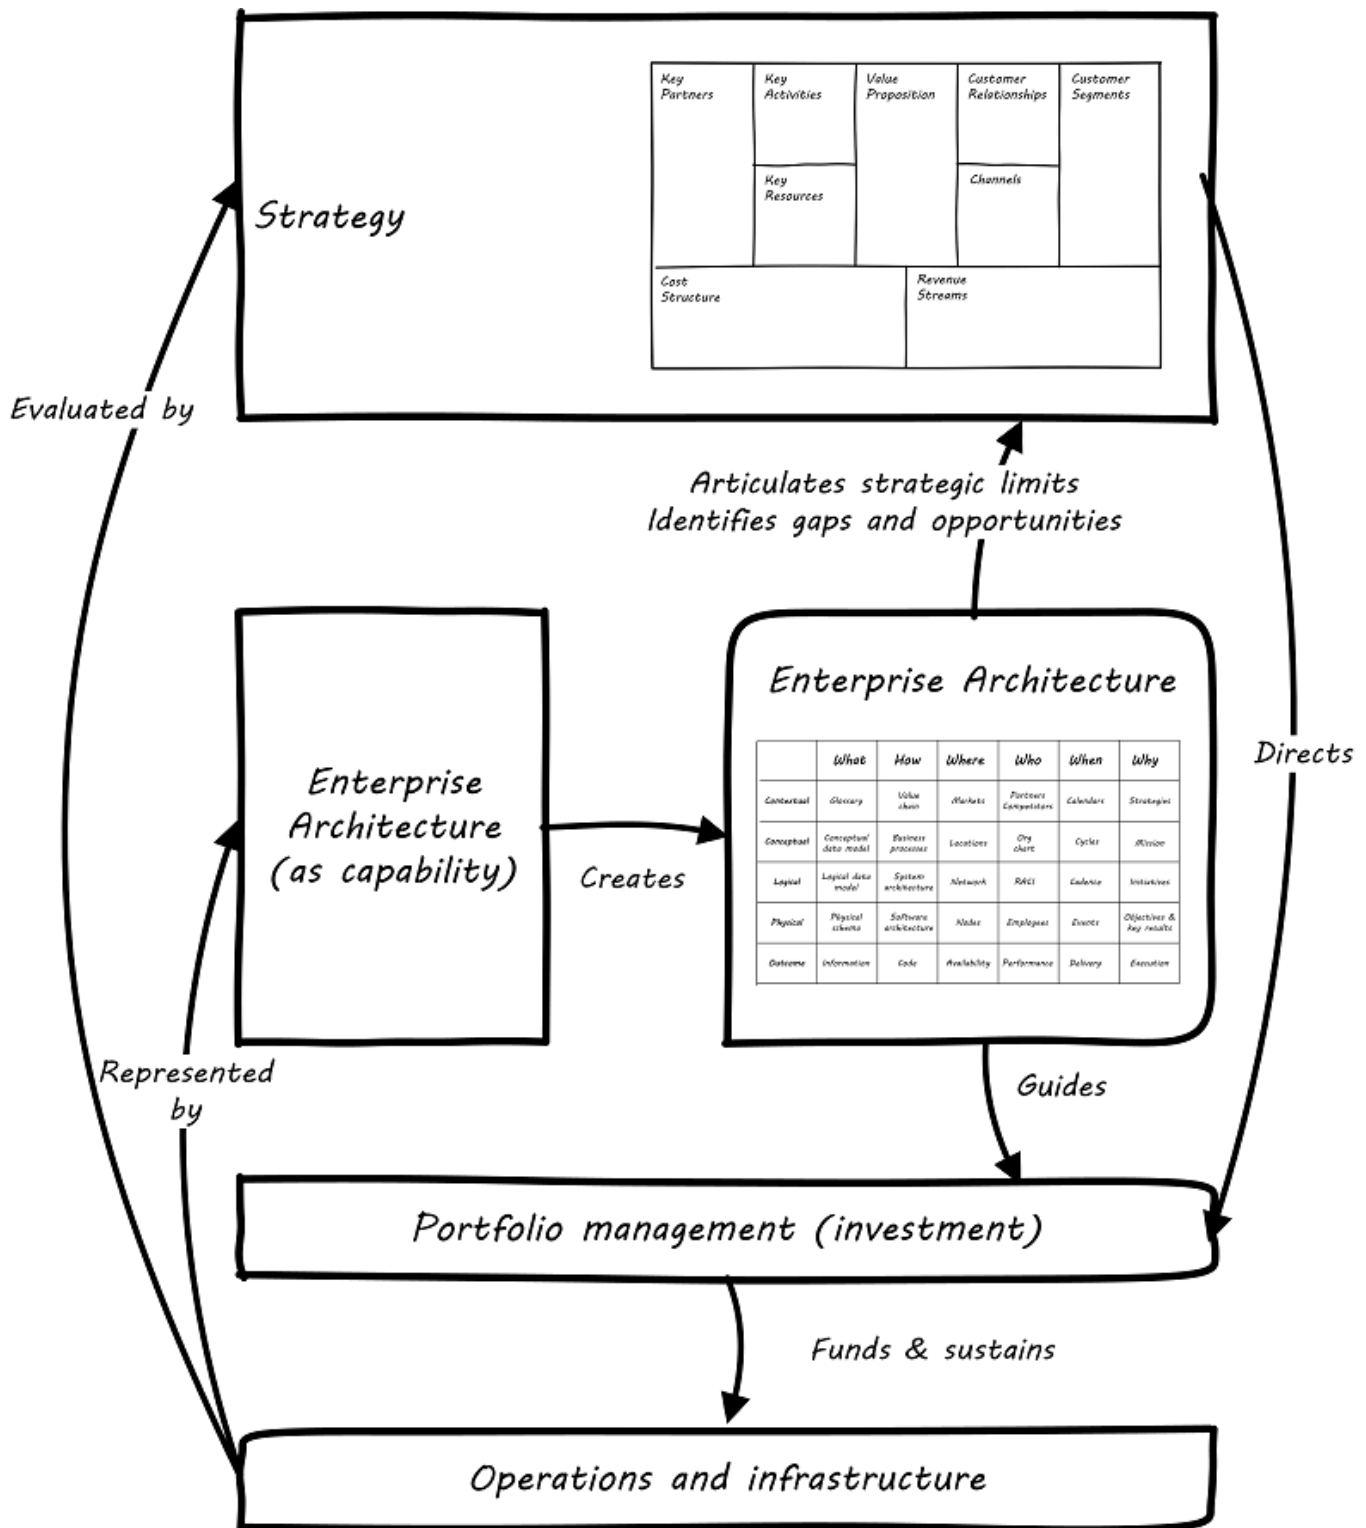 Key
Partners
Key
Activities
Value
Proposition
Customer
Relationships
Customer
Segments
Key
Resources
Channels
Strategy
Cost
Structure
Revenue
Streams
Evaluated by
Articulates strategic limits
Identifies gaps and opportunities
Enterprise Architecture
What How Where Who When Why
Contextual
Glossary
Value
chain
Markets
Partners
Competitors
Calendars
Strategies
Conceptual
Conceptual
data model
Business
processes
Locations
Org
chart
Cycles
Mission
Logical
Logical data
model
System
architecture
Network
RACI
Cadence
Initiatives
Physical
Physical
schema
Software
architecture
Nodes
Employees
Events
Objectives &
key results
Outcome
Information
Code
Availability
Performance
Delivery
Execution
Directs
Enterprise
Architecture
(as capability)
Creates
Represented
by
Guides
Portfolio management (investment)
Funds & sustains
Operations and infrastructure